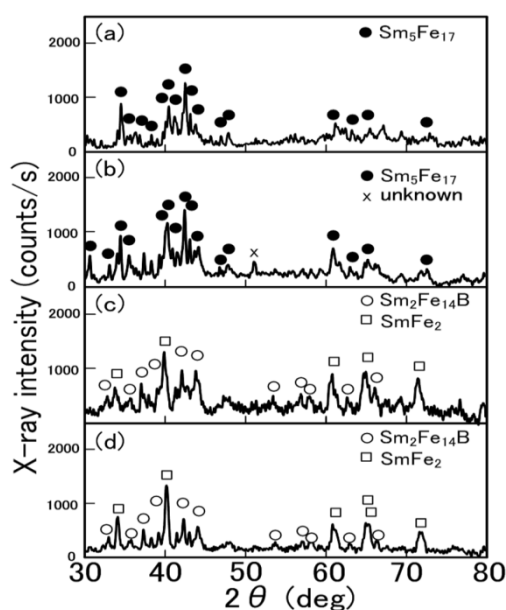 X-ray intensity (counts/s)
(a)
● Sm₅Fe₁₇
2000
1000
0
(b)
● Sm₅Fe₁₇
x unknown
x
2000
1000
0
(c)
○ Sm₂Fe₁₄B
□ SmFe₂
2000
1000
0
(d)
○ Sm₂Fe₁₄B
□ SmFe₂
2000
1000
0
30 40 50 60 70 80
2θ (deg)